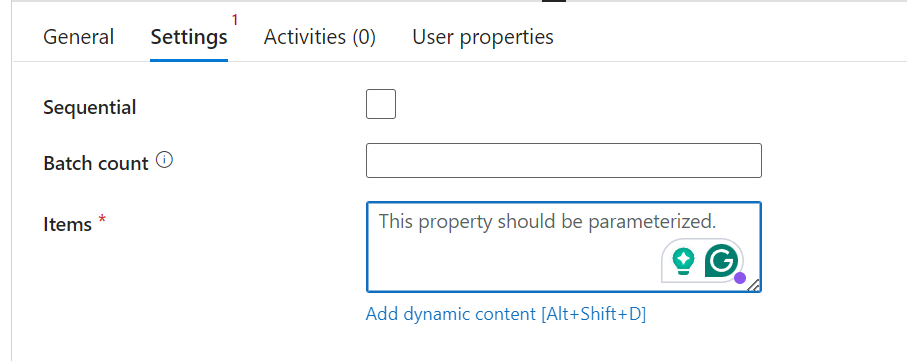 General Settings 1 Activities (0) User properties
Sequential
Batch count i
Items * This property should be parameterized.
G
Add dynamic content [Alt+Shift+D]